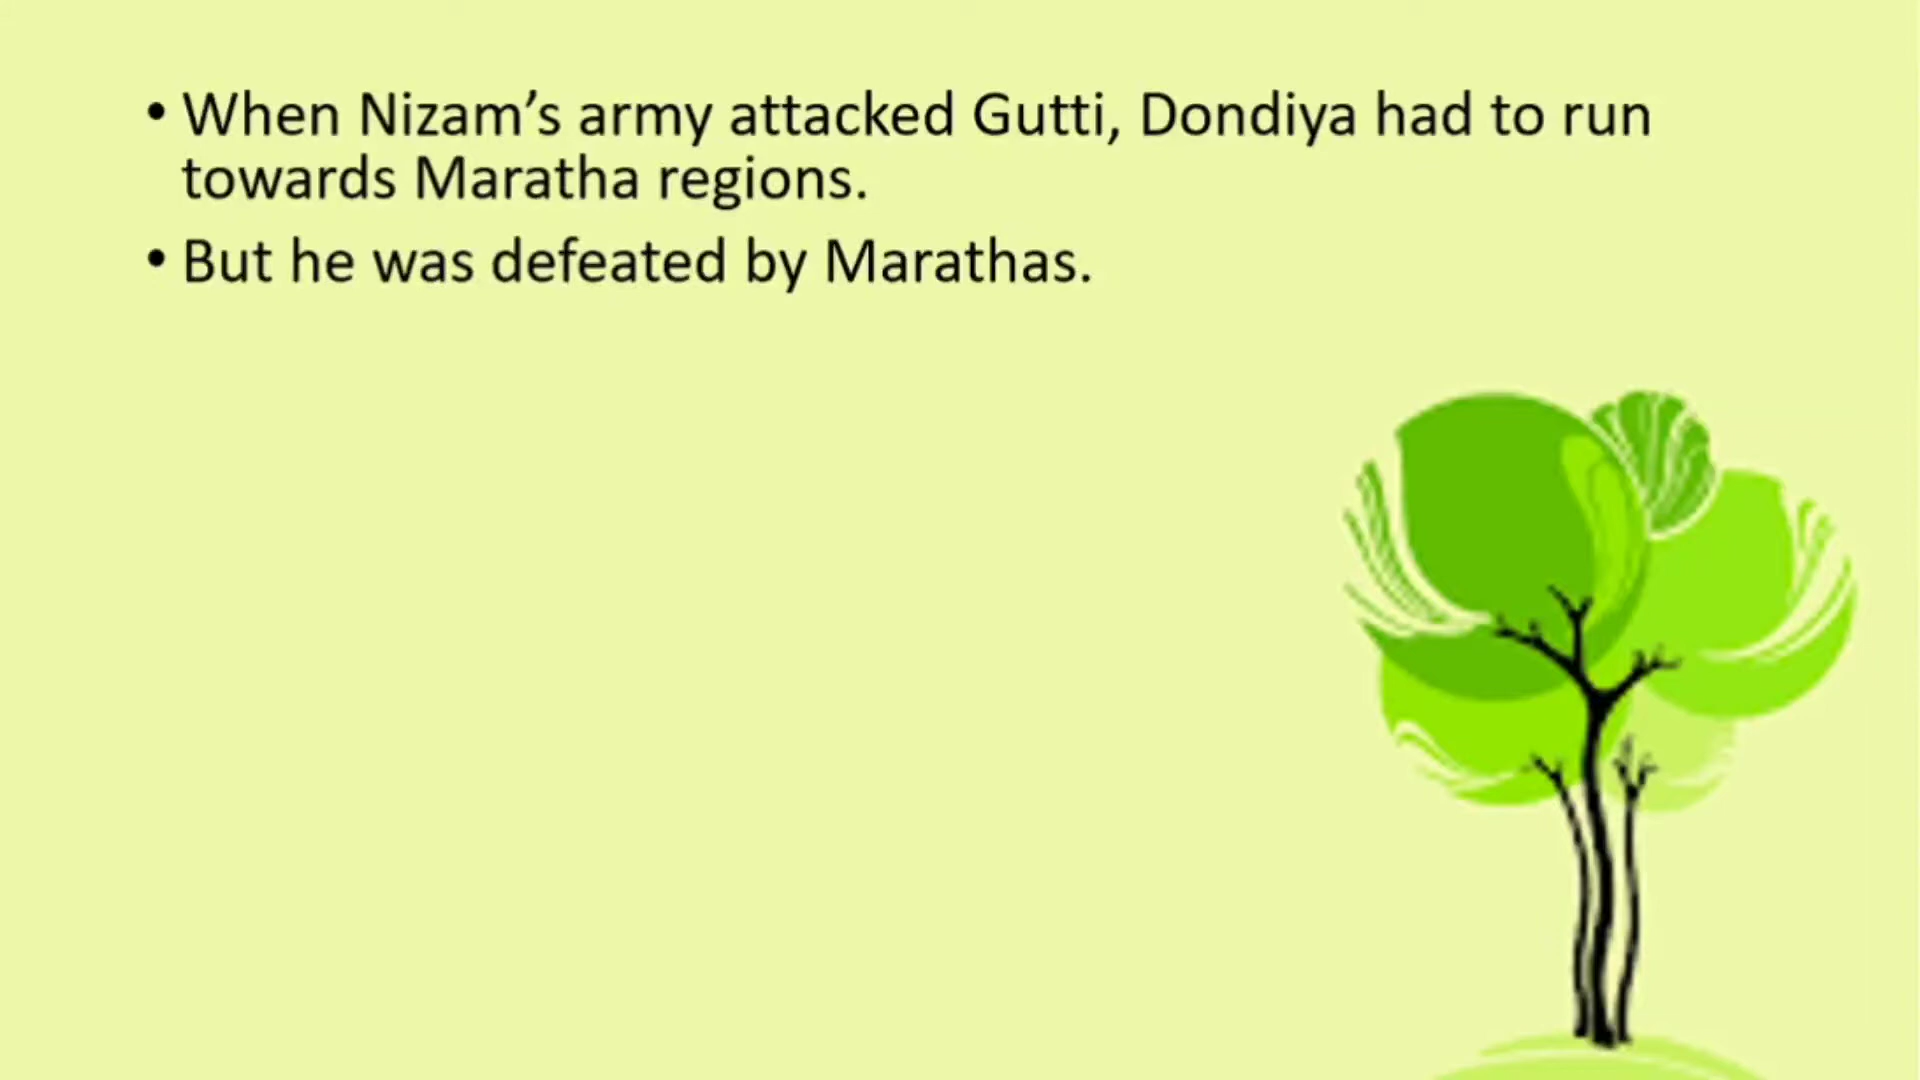 • When Nizam’s army attacked Gutti, Dondiya had to run
towards Maratha regions.
• But he was defeated by Marathas.